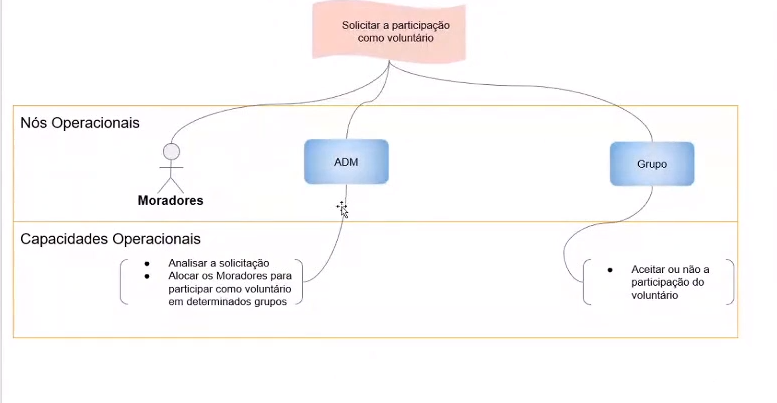 Solicitar a participação
como voluntário
Nós Operacionais
ADM
Grupo
Moradores
Capacidades Operacionais
● Analisar a solicitação
● Alocar os Moradores para
participar como voluntário
em determinados grupos
● Aceitar ou não a
participação do
voluntário